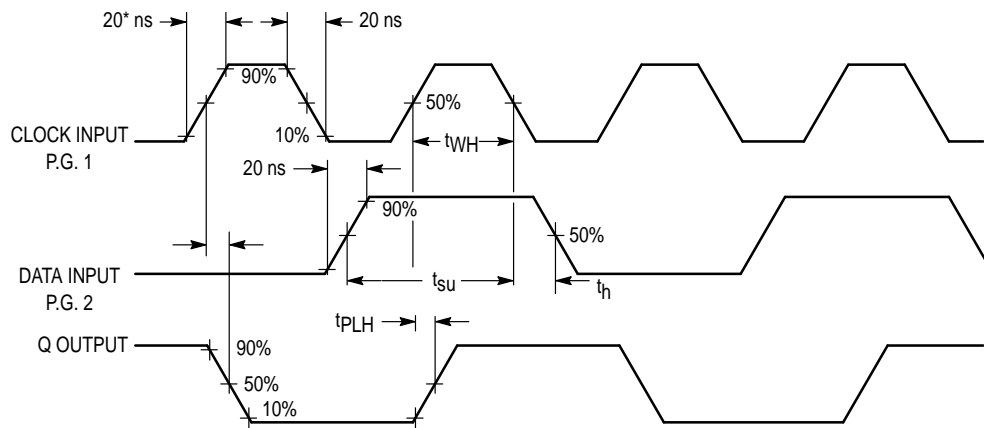 20* ns
20 ns
90%
CLOCK INPUT
P.G. 1
10%
50%
tWH
20 ns
90%
50%
DATA INPUT
P.G. 2
tsu
th
tPLH
Q OUTPUT
90%
50%
10%